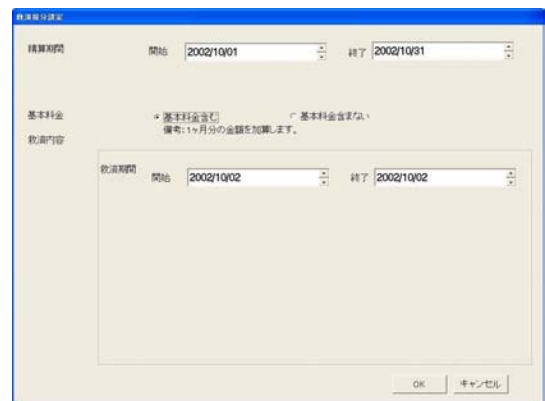 救済処分設定
精算期間 開始 2002/10/01 終了 2002/10/31
基本料金 基本料金含む 基本料金含まない
備考:1ヶ月分の金額を加算します。
救済内容
救済期間 開始 2002/10/02 終了 2002/10/02
OK キャンセル